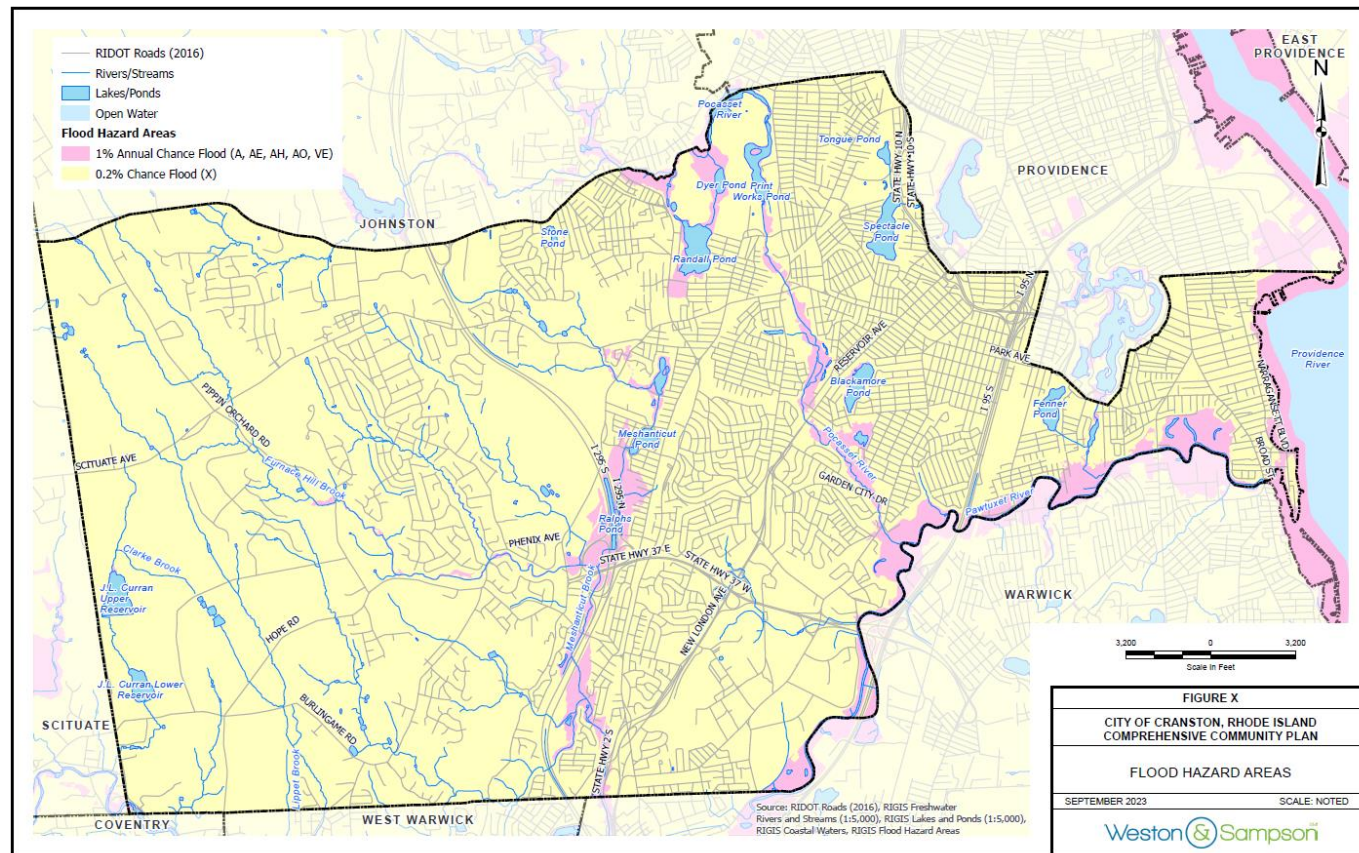 RIDOT Roads (2016)
Rivers/Streams
Lakes/Ponds
Open Water
Flood Hazard Areas
1% Annual Chance Flood (A, AE, AH, AO, VE)
0.2% Chance Flood (X)
EAST
PROVIDENCE
N
PROVIDENCE
JOHNSTON
Pocasset
River
Tongue Pond
STATE HWY 10 N
STATE HWY 10 S
Dyer Pond
Print
Works Pond
Stone
Pond
Spectacle
Pond
Randall Pond
I 95 N
RESERVOIR AVE
PARK AVE
Providence
River
NARRAGANSETT BLVD
BROAD ST
Blackamore
Pond
I 95 S
Fenner
Pond
PIPPIN ORCHARD RD
Meshanticut
Pond
SCITUATE AVE
Furnace Hill Brook
I 295 S
I 295 N
Pocasset River
GARDEN CITY DR
Pawtuxet River
Ralphs
Pond
PHENIX AVE
STATE HWY 37 E
STATE HWY 37 W
Clarke Brook
J.L. Curran
Upper
Reservoir
Meshanticut Brook
NEW LONDON AVE
WARWICK
HOPE RD
J.L. Curran Lower
Reservoir
BURLINGAME RD
SCITUATE
Lippet Brook
STATE HWY 2 S
COVENTRY
WEST WARWICK
Source: RIDOT Roads (2016), RIGIS Freshwater
Rivers and Streams (1:5,000), RIGIS Lakes and Ponds (1:5,000),
RIGIS Coastal Waters, RIGIS Flood Hazard Areas
3,200 0 3,200
Scale In Feet
FIGURE X
CITY OF CRANSTON, RHODE ISLAND
COMPREHENSIVE COMMUNITY PLAN
FLOOD HAZARD AREAS
SEPTEMBER 2023 SCALE: NOTED
Weston & Sampson